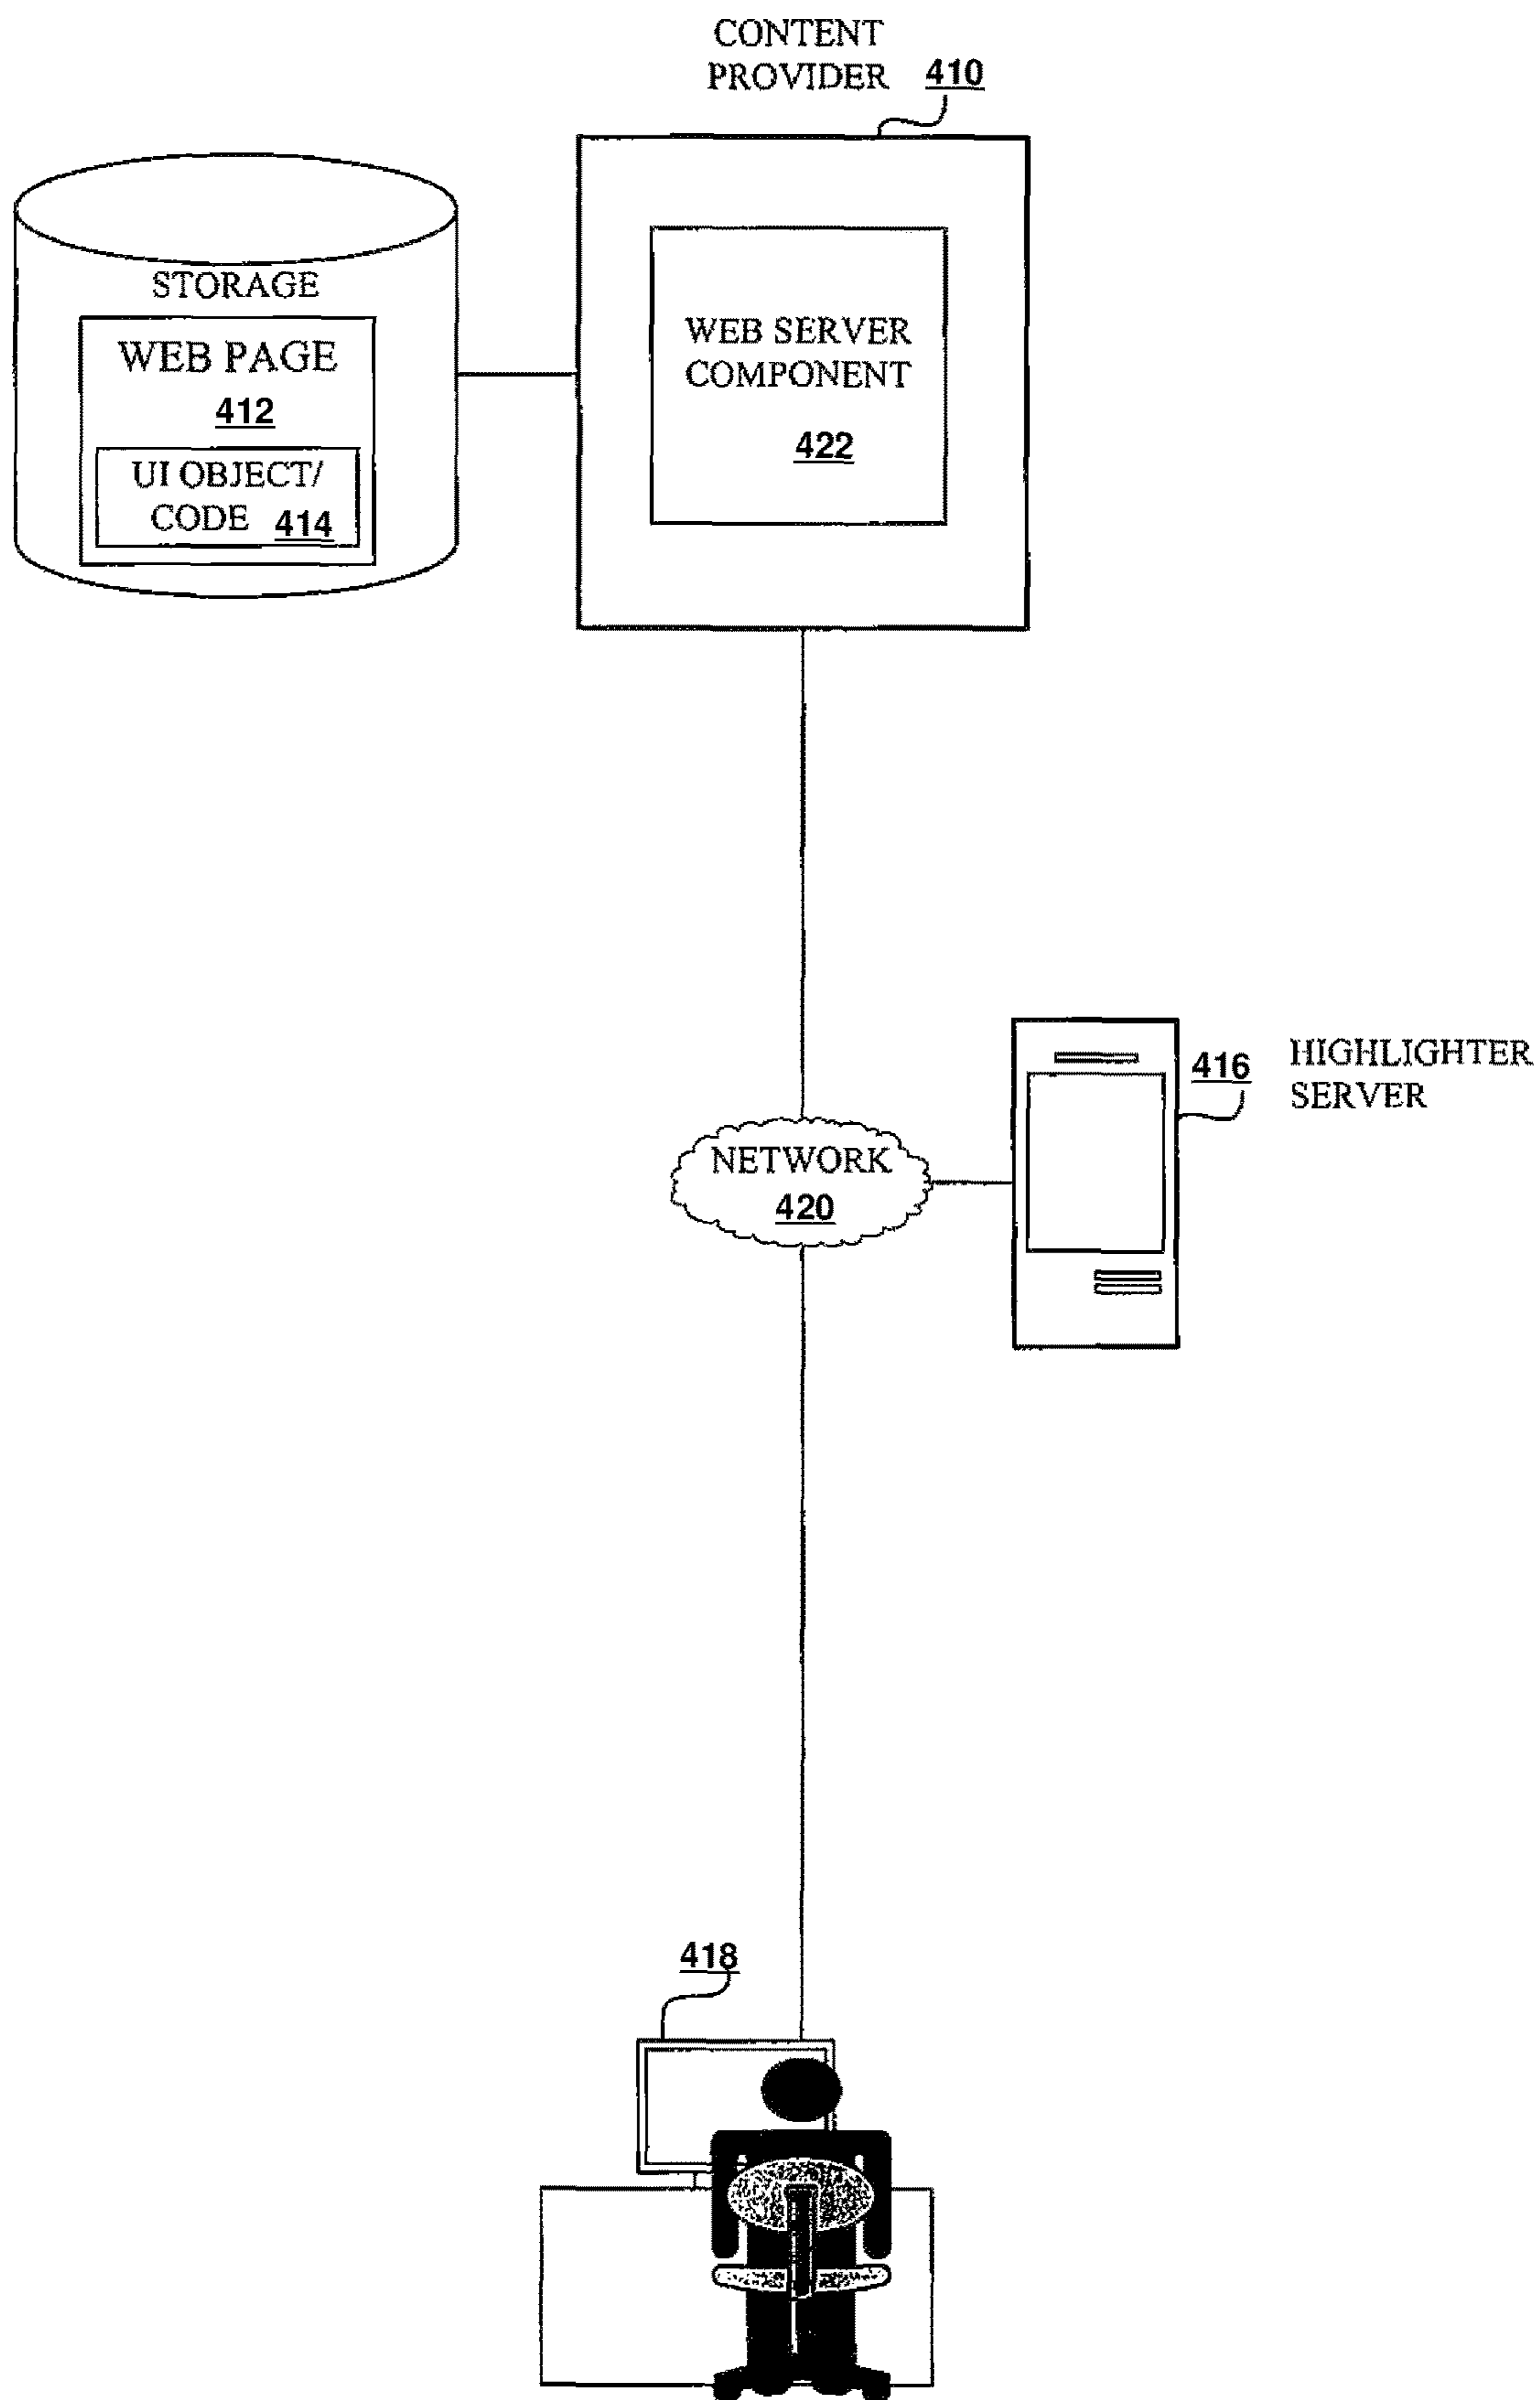 CONTENT
PROVIDER 410
STORAGE
WEB PAGE
412
UI OBJECT/
CODE 414
WEB SERVER
COMPONENT
422
NETWORK
420
416 HIGHLIGHTER
SERVER
418